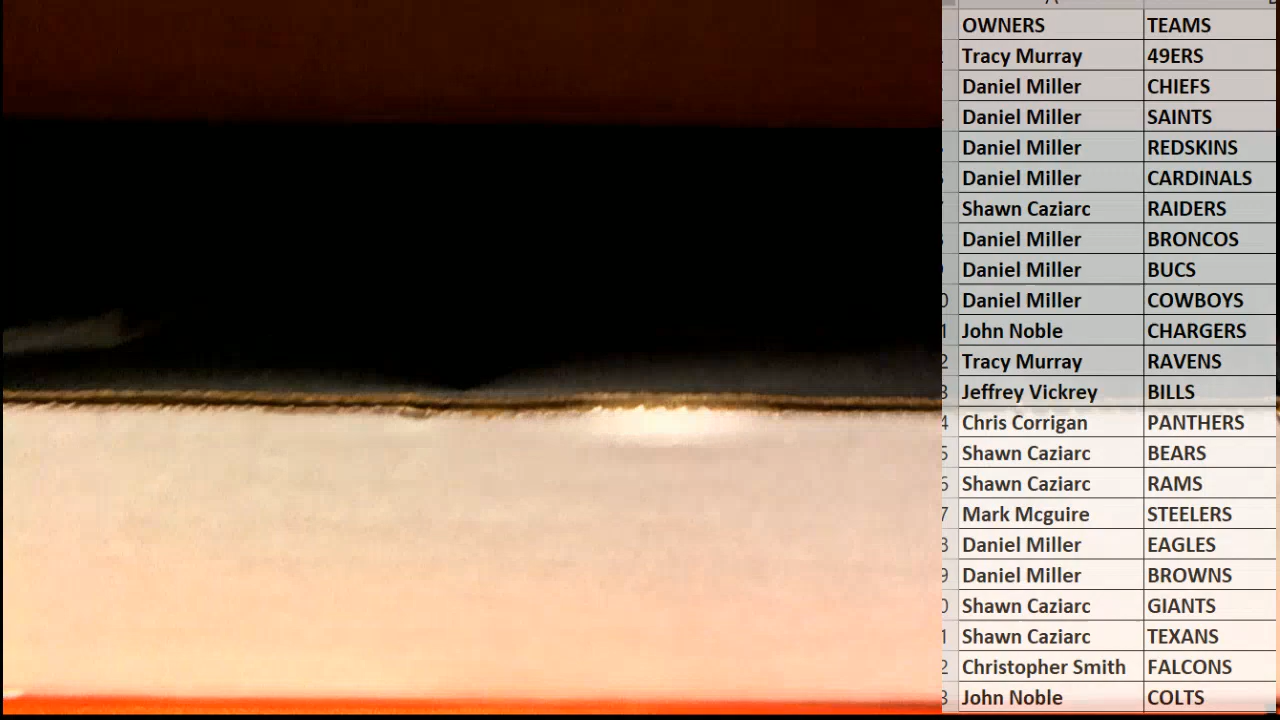 OWNERS TEAMS
Tracy Murray 49ERS
Daniel Miller CHIEFS
Daniel Miller SAINTS
Daniel Miller REDSKINS
Daniel Miller CARDINALS
Shawn Caziarc RAIDERS
Daniel Miller BRONCOS
Daniel Miller BUCS
Daniel Miller COWBOYS
John Noble CHARGERS
Tracy Murray RAVENS
Jeffrey Vickrey BILLS
Chris Corrigan PANTHERS
Shawn Caziarc BEARS
Shawn Caziarc RAMS
Mark Mcguire STEELERS
Daniel Miller EAGLES
Daniel Miller BROWNS
Shawn Caziarc GIANTS
Shawn Caziarc TEXANS
Christopher Smith FALCONS
John Noble COLTS